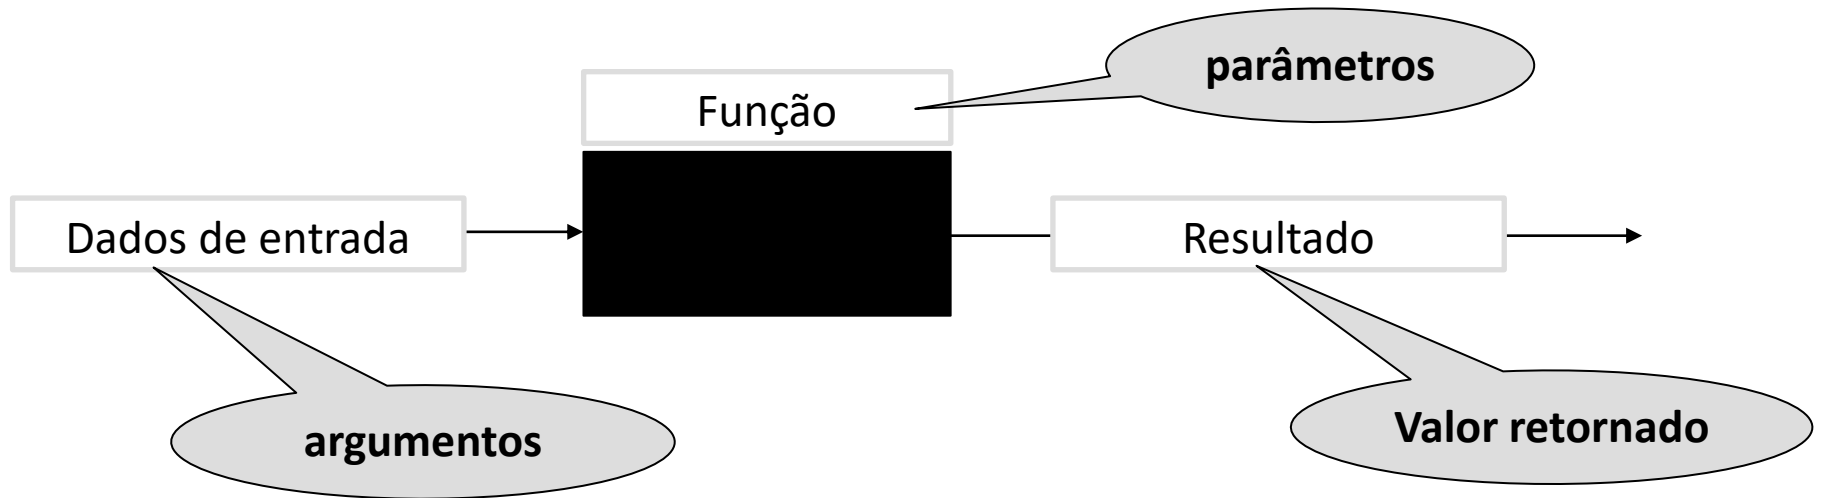 parâmetros
Função
Dados de entrada
Resultado
argumentos
Valor retornado